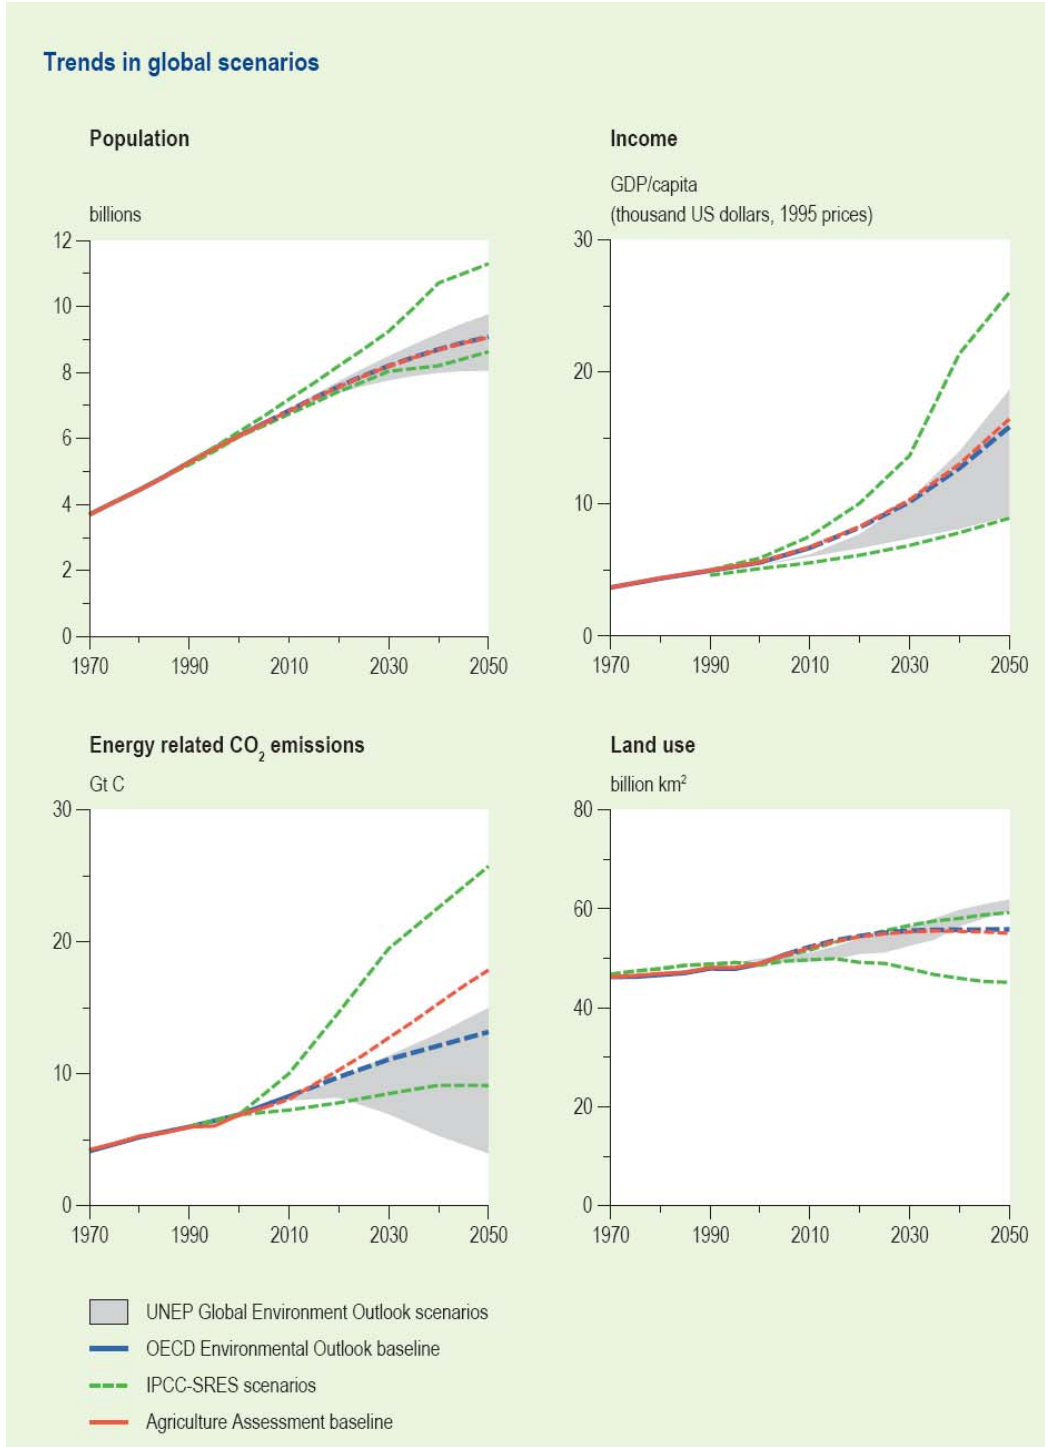 Trends in global scenarios
Population
billions
12
10
8
6
4
2
0
1970 1990 2010 2030 2050
Income
GDP/capita
(thousand US dollars, 1995 prices)
30
20
10
0
1970 1990 2010 2030 2050
Energy related CO₂ emissions
Gt C
30
20
10
0
1970 1990 2010 2030 2050
Land use
billion km²
80
60
40
20
0
1970 1990 2010 2030 2050
UNEP Global Environment Outlook scenarios
OECD Environmental Outlook baseline
IPCC-SRES scenarios
Agriculture Assessment baseline